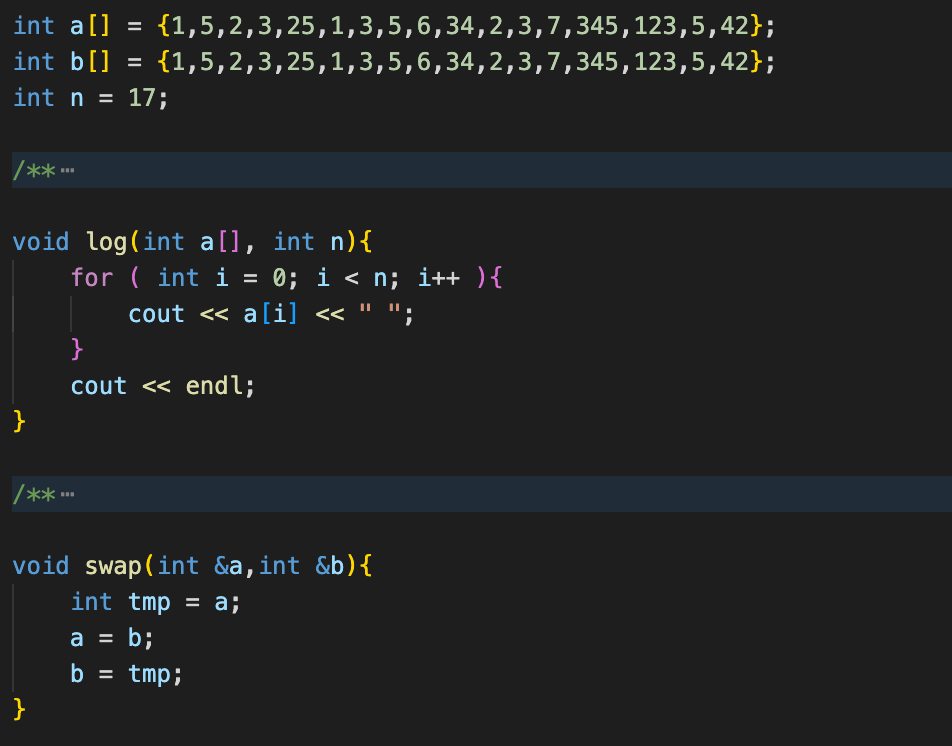 int a[] = {1,5,2,3,25,1,3,5,6,34,2,3,7,345,123,5,42};
int b[] = {1,5,2,3,25,1,3,5,6,34,2,3,7,345,123,5,42};
int n = 17;
/**⋯
void log(int a[], int n){
    for ( int i = 0; i < n; i++ ){
        cout << a[i] << " ";
    }
    cout << endl;
}
/**⋯
void swap(int &a,int &b){
    int tmp = a;
    a = b;
    b = tmp;
}